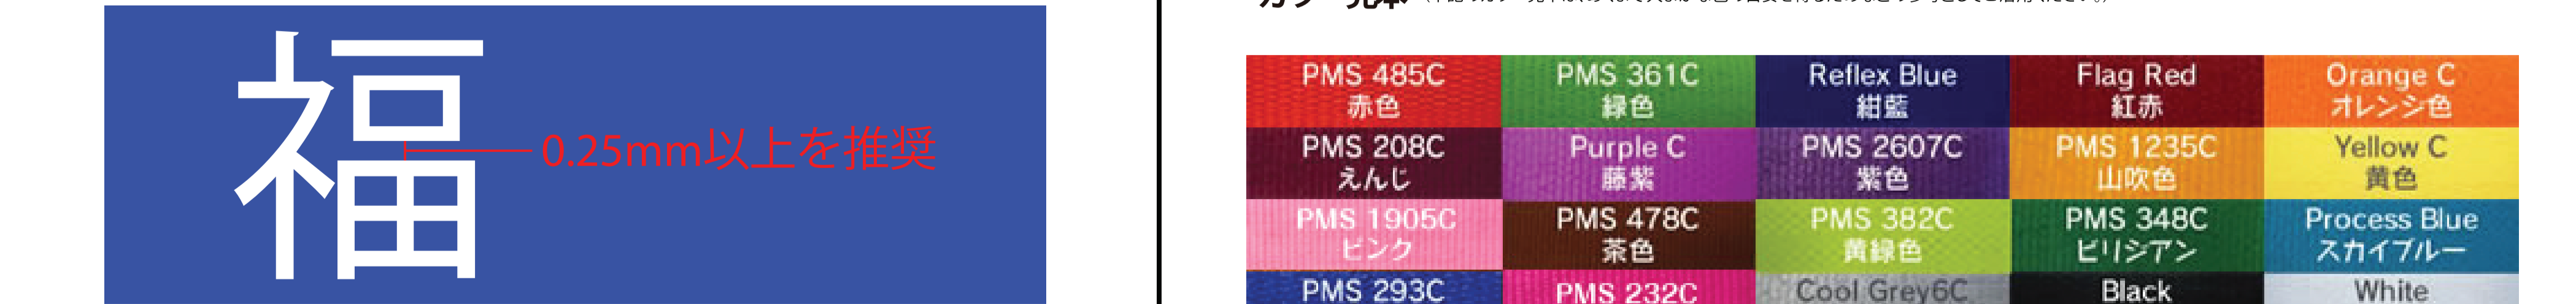 福
0.25mm以上を推奨
PMS 485C
赤色
PMS 361C
緑色
Reflex Blue
紺藍
Flag Red
紅赤
Orange C
オレンジ色
PMS 208C
えんじ
Purple C
藤紫
PMS 2607C
紫色
PMS 1235C
山吹色
Yellow C
黄色
PMS 1905C
ピンク
PMS 478C
茶色
PMS 382C
黄緑色
PMS 348C
ビリジアン
Process Blue
スカイブルー
PMS 293C
PMS 232C
Cool Grey6C
Black
White